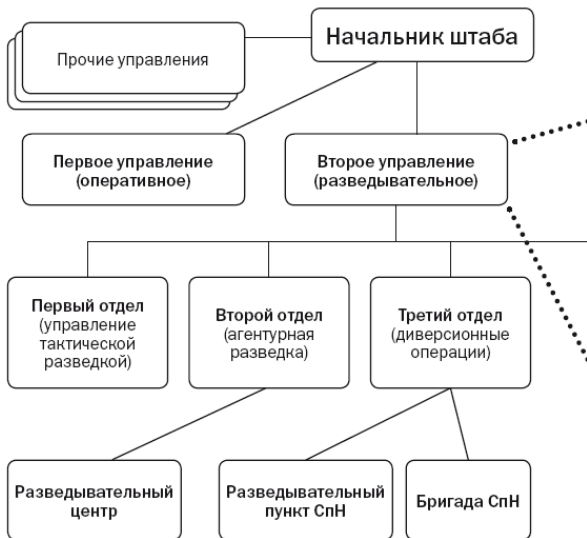 Начальник штаба
Прочие управления
Первое управление
(оперативное)
Второе управление
(разведывательное)
Первый отдел
(управление
тактической
разведкой)
Второй отдел
(агентурная
разведка)
Третий отдел
(диверсионные
операции)
Разведывательный
центр
Разведывательный
пункт СпН
Бригада СпН